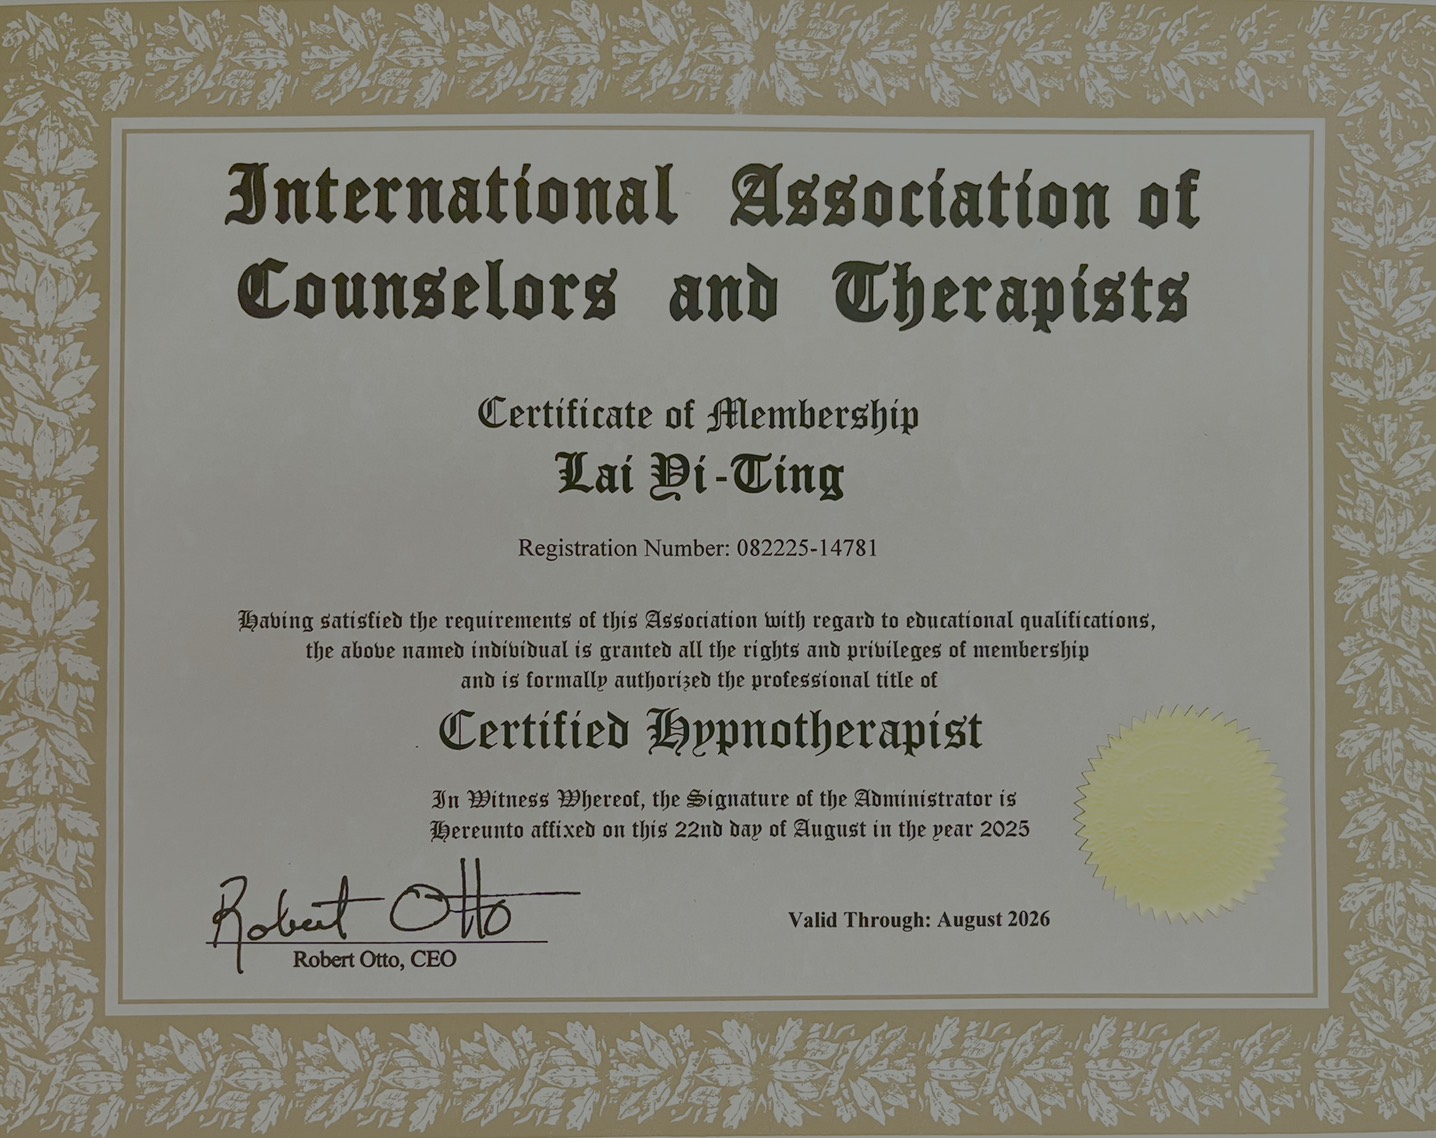 International Association of
Counselors and Therapists
Certificate of Membership
Lai Yi-Ting
Registration Number: 082225-14781
Having satisfied the requirements of this Association with regard to educational qualifications,
the above named individual is granted all the rights and privileges of membership
and is formally authorized the professional title of
Certified Hypnotherapist
In Witness Whereof, the Signature of the Administrator is
Hereunto affixed on this 22nd day of August in the year 2025
Robert Otto
Valid Through: August 2026
Robert Otto, CEO